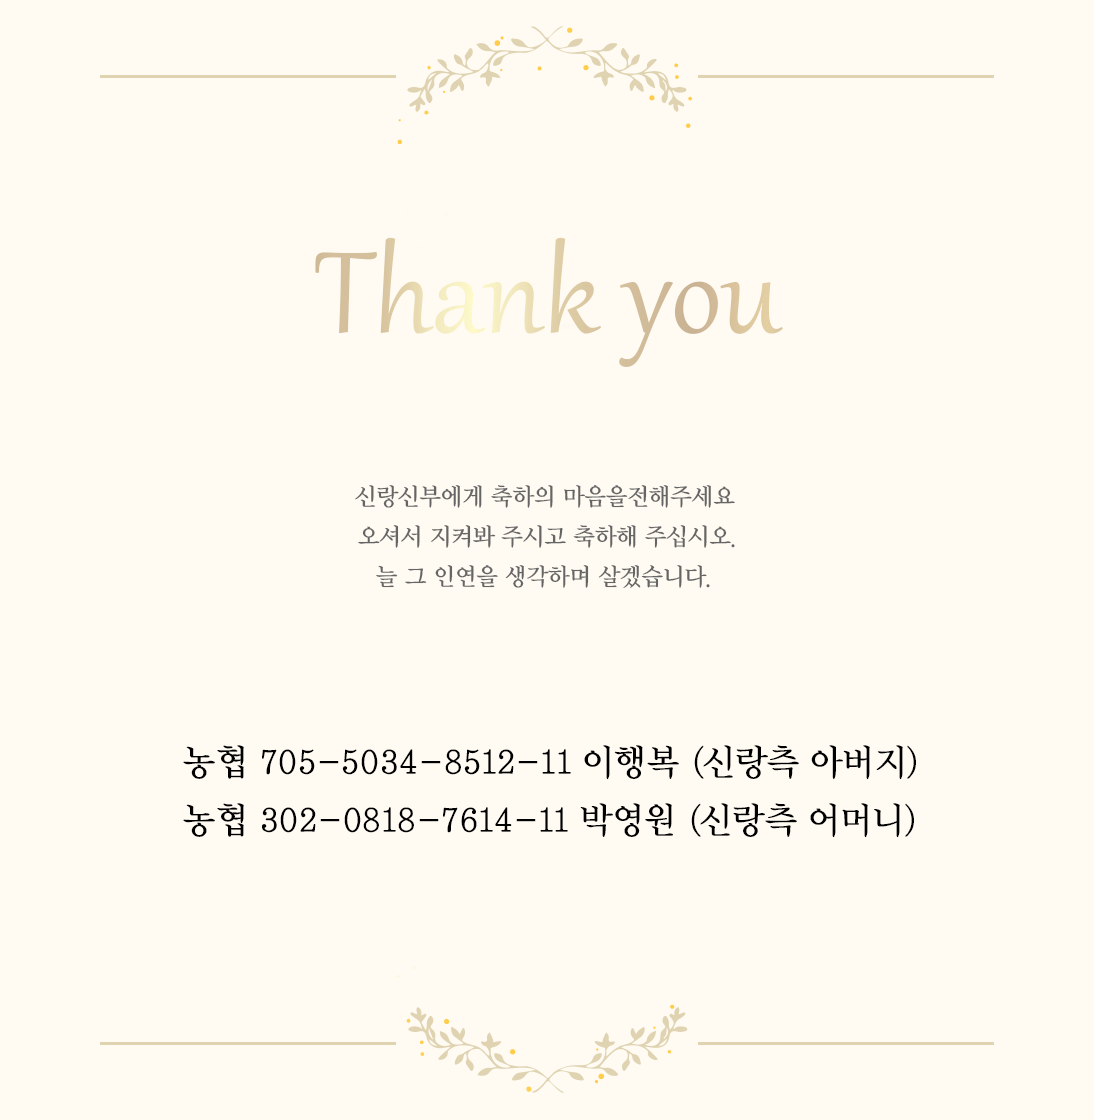 Thank you
신랑신부에게 축하의 마음을전해주세요
오셔서 지켜봐 주시고 축하해 주십시오.
늘 그 인연을 생각하며 살겠습니다.
농협 705-5034-8512-11 이행복 (신랑측 아버지)
농협 302-0818-7614-11 박영원 (신랑측 어머니)